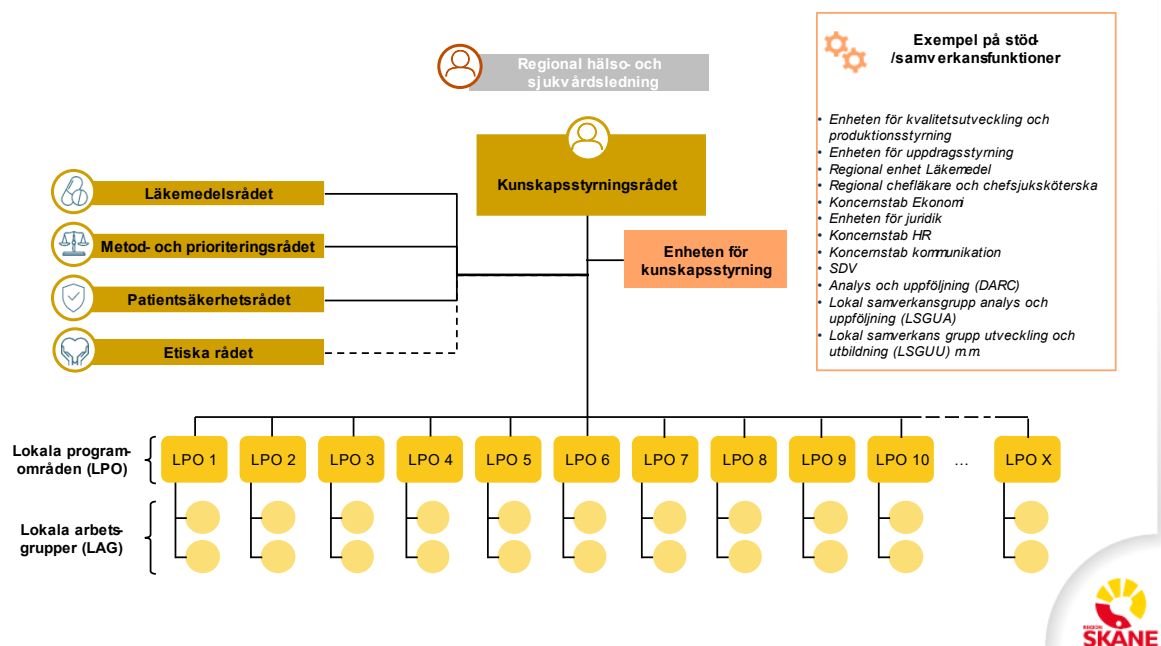 Regional hälso- och
sjukvårdsledning
Kunskapsstyrningsrådet
Läkemedelsrådet
Metod- och prioriteringsrådet
Patientsäkerhetsrådet
Etiska rådet
Enheten för
kunskapsstyrning
Exempel på stöd-
/samverkansfunktioner
• Enheten för kvalitetsutveckling och
produktionsstyrning
• Enheten för uppdragsstyrning
• Regional enhet Läkemedel
• Regional chefläkare och chefsjuksköterska
• Koncernstab Ekonomi
• Enheten för juridik
• Koncernstab HR
• Koncernstab kommunikation
• SDV
• Analys och uppföljning (DARC)
• Lokal samverkansgrupp analys och
uppföljning (LSGUA)
• Lokal samverkans grupp utveckling och
utbildning (LSGUU) m.m.
Lokala program-
områden (LPO)
LPO 1
LPO 2
LPO 3
LPO 4
LPO 5
LPO 6
LPO 7
LPO 8
LPO 9
LPO 10
...
LPO X
Lokala arbets-
grupper (LAG)
REGION
SKÅNE